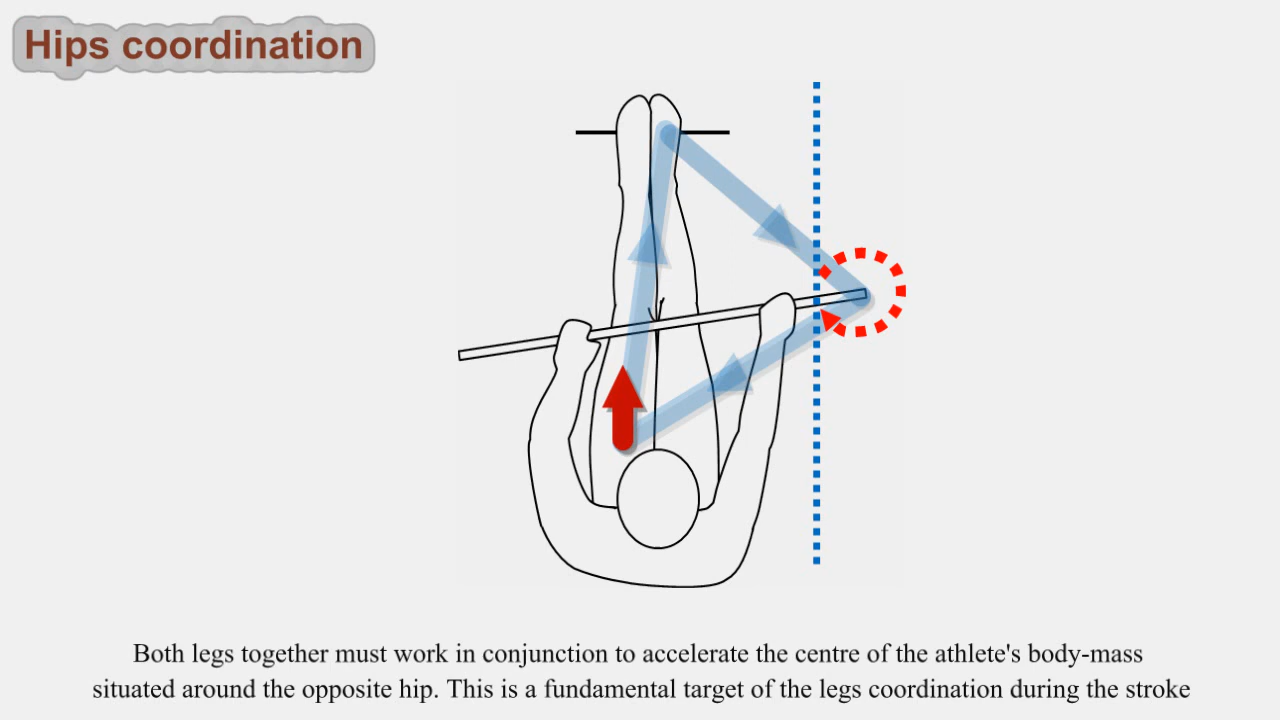 Hips coordination
Both legs together must work in conjunction to accelerate the centre of the athlete's body-mass
situated around the opposite hip. This is a fundamental target of the legs coordination during the stroke